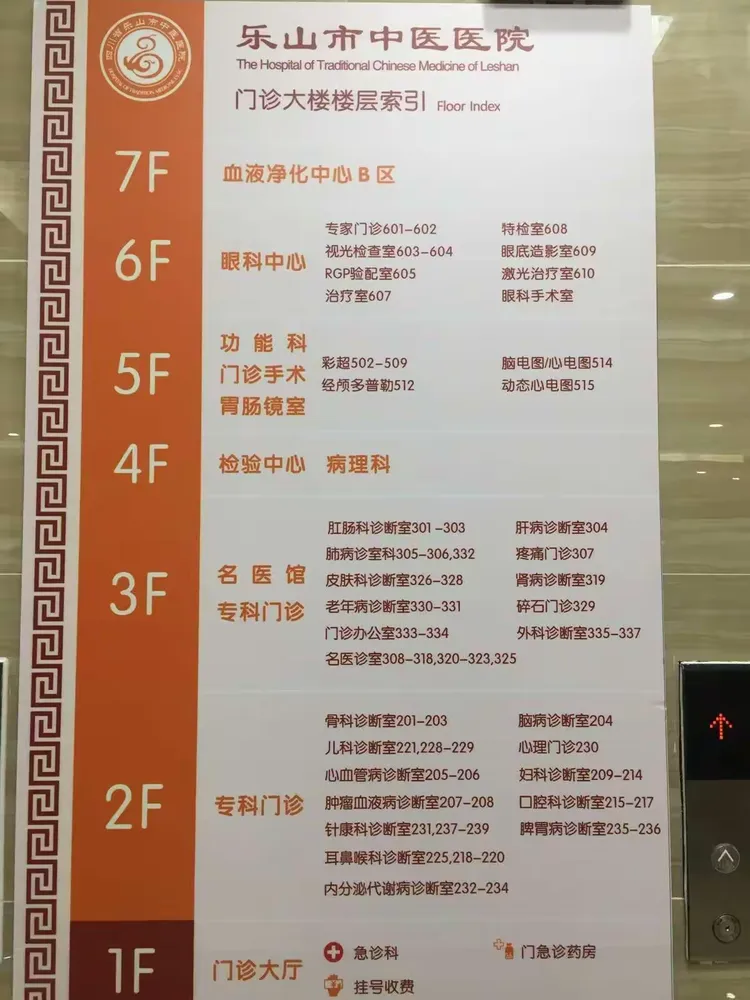 四川省乐山市中医医院
乐山市中医医院
The Hospital of Traditional Chinese Medicine of Leshan
门诊大楼楼层索引 Floor Index
7F
血液净化中心 B 区
6F
眼科中心
专家门诊601-602
特检室608
视光检查室603-604
眼底造影室609
RGP验配室605
激光治疗室610
治疗室607
眼科手术室
5F
功能科
门诊手术
胃肠镜室
彩超502-509
脑电图/心电图514
经颅多普勒512
动态心电图515
4F
检验中心 病理科
3F
名医馆
专科门诊
肛肠科诊断室301-303
肝病诊断室304
肺病诊室科305-306,332
疼痛门诊307
皮肤科诊断室326-328
肾病诊断室319
老年病诊断室330-331
碎石门诊329
门诊办公室333-334
外科诊断室335-337
名医诊室308-318,320-323,325
2F
专科门诊
骨科诊断室201-203
脑病诊断室204
儿科诊断室221,228-229
心理门诊230
心血管病诊断室205-206
妇科诊断室209-214
肿瘤血液病诊断室207-208
口腔科诊断室215-217
针康科诊断室231,237-239
脾胃病诊断室235-236
耳鼻喉科诊断室225,218-220
内分泌代谢病诊断室232-234
1F
门诊大厅
急诊科
门急诊药房
挂号收费